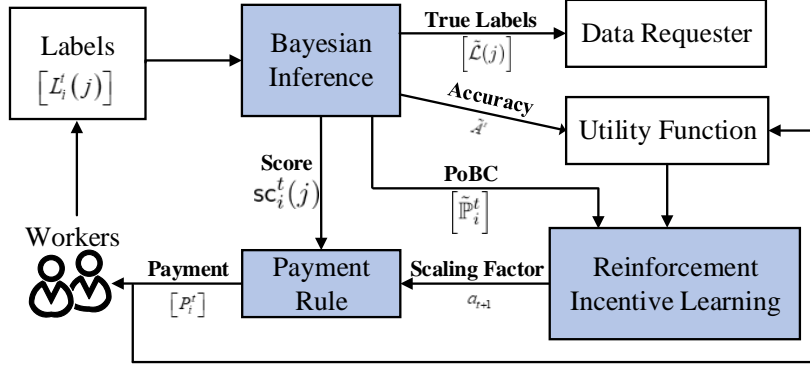 Labels
[L_i^t(j)]
Bayesian
Inference
True Labels
[ℒ̃(j)]
Data Requester
Accuracy
Ã^t
Utility Function
Score
sc_i^t(j)
PoBC
[ℙ̃_i^t]
Workers
Payment
[P_i^t]
Payment
Rule
Scaling Factor
a_{t+1}
Reinforcement
Incentive Learning